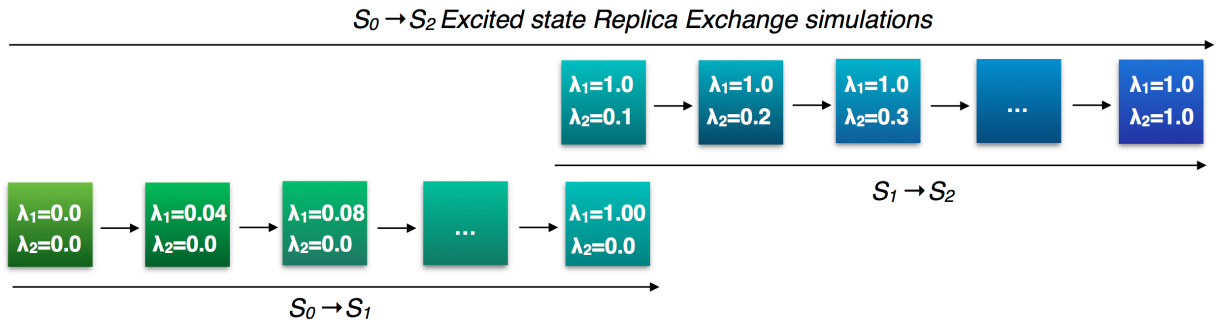 S₀→S₂ Excited state Replica Exchange simulations
λ₁=1.0
λ₂=0.1
λ₁=1.0
λ₂=0.2
λ₁=1.0
λ₂=0.3
...
λ₁=1.0
λ₂=1.0
S₁→S₂
λ₁=0.0
λ₂=0.0
λ₁=0.04
λ₂=0.0
λ₁=0.08
λ₂=0.0
...
λ₁=1.00
λ₂=0.0
S₀→S₁